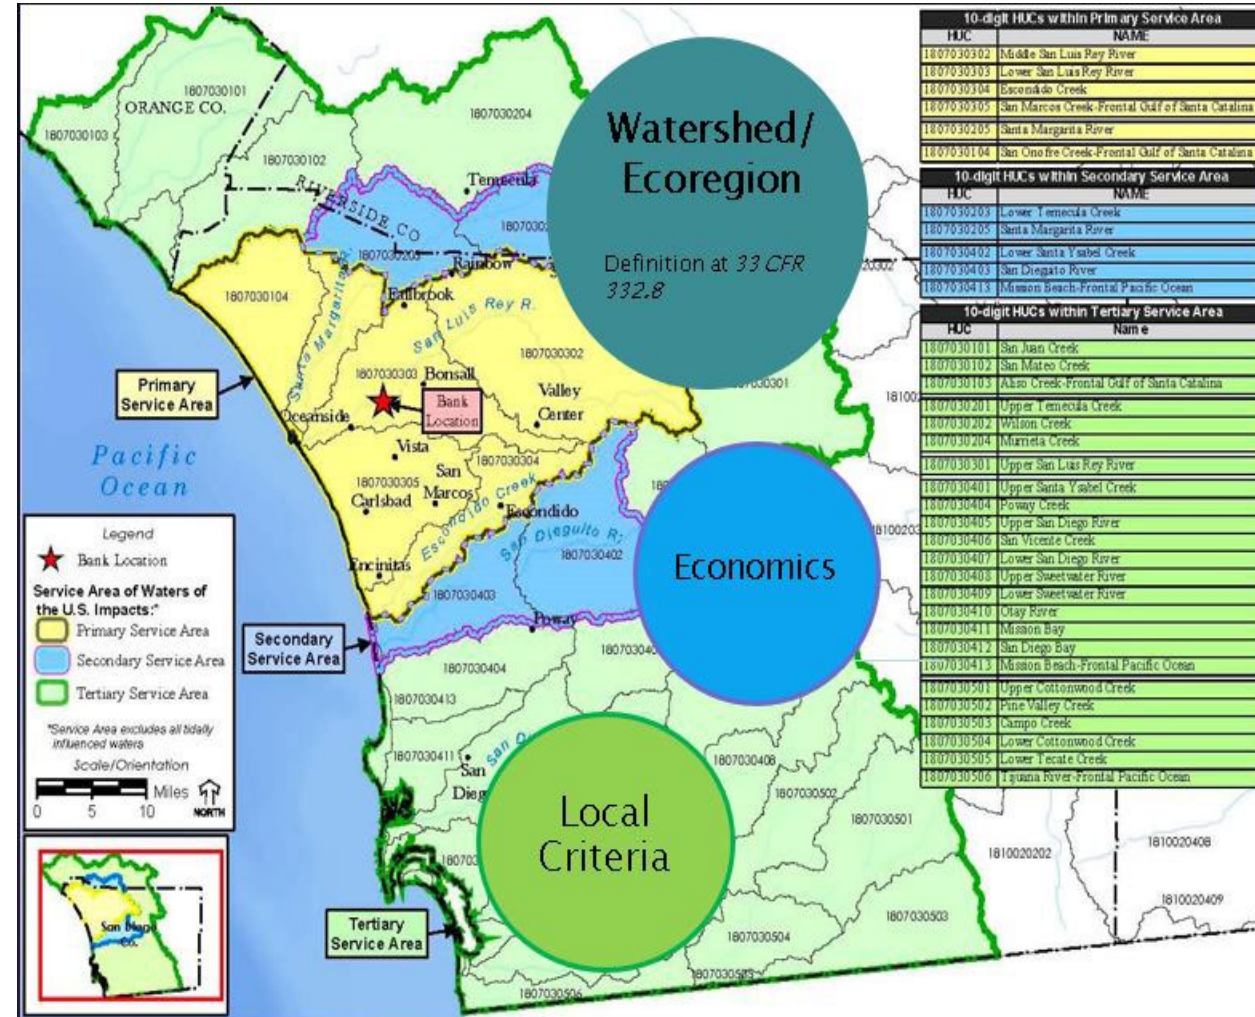 Watershed/
Ecoregion
Definition at 33 CFR
332.8
Economics
Local
Criteria
ORANGE CO.
RIVERSIDE CO
1807030101
1807030103
1807030102
1807030204
Temecula
Rainbow
Fallbrook
1807030104
Santa Margarita R.
San Luis Rey R.
1807030302
1807030303
Bonsall
Bank
Location
Valley
Center
Oceanside
Vista
1807030304
San
Marcos
1807030305
Carlsbad
Escondido Creek
Escondido
San Dieguito R.
1807030402
Encinitas
1807030403
Poway
1807030404
1807030413
1807030411
San
1807030502
1807030501
1807030503
1807030504
1807030506
1810020202
1810020408
1810020409
Primary
Service Area
Secondary
Service Area
Tertiary
Service Area
Pacific
Ocean
Legend
Bank Location
Service Area of Waters of
the U.S. Impacts:*
Primary Service Area
Secondary Service Area
Tertiary Service Area
*Service Area excludes all tidally
influenced waters
Scale/Orientation
Miles
0 5 10 NORTH
San Diego
Co.
10-digit HUCs within Primary Service Area
HUC NAME
1807030302 Middle San Luis Rey River
1807030303 Lower San Luis Rey River
1807030304 Escondido Creek
1807030305 San Marcos Creek-Frontal Gulf of Santa Catalina
1807030205 Santa Margarita River
1807030104 San Onofre Creek-Frontal Gulf of Santa Catalina
10-digit HUCs within Secondary Service Area
HUC NAME
1807030203 Lower Temecula Creek
1807030205 Santa Margarita River
1807030402 Lower Santa Ysabel Creek
1807030403 San Diegato River
1807030413 Mission Beach-Frontal Pacific Ocean
10-digit HUCs within Tertiary Service Area
HUC Name
1807030101 San Juan Creek
1807030102 San Mateo Creek
1807030103 Aliso Creek-Frontal Gulf of Santa Catalina
1807030201 Upper Temecula Creek
1807030202 Wilson Creek
1807030204 Murrieta Creek
1807030301 Upper San Luis Rey River
1807030401 Upper Santa Ysabel Creek
1807030404 Poway Creek
1807030405 Upper San Diego River
1807030406 San Vicente Creek
1807030407 Lower San Diego River
1807030408 Upper Sweetwater River
1807030409 Lower Sweetwater River
1807030410 Otay River
1807030411 Mission Bay
1807030412 San Diego Bay
1807030413 Mission Beach-Frontal Pacific Ocean
1807030501 Upper Cottonwood Creek
1807030502 Pine Valley Creek
1807030503 Campo Creek
1807030504 Lower Cottonwood Creek
1807030505 Lower Tecate Creek
1807030506 Tijuana River-Frontal Pacific Ocean